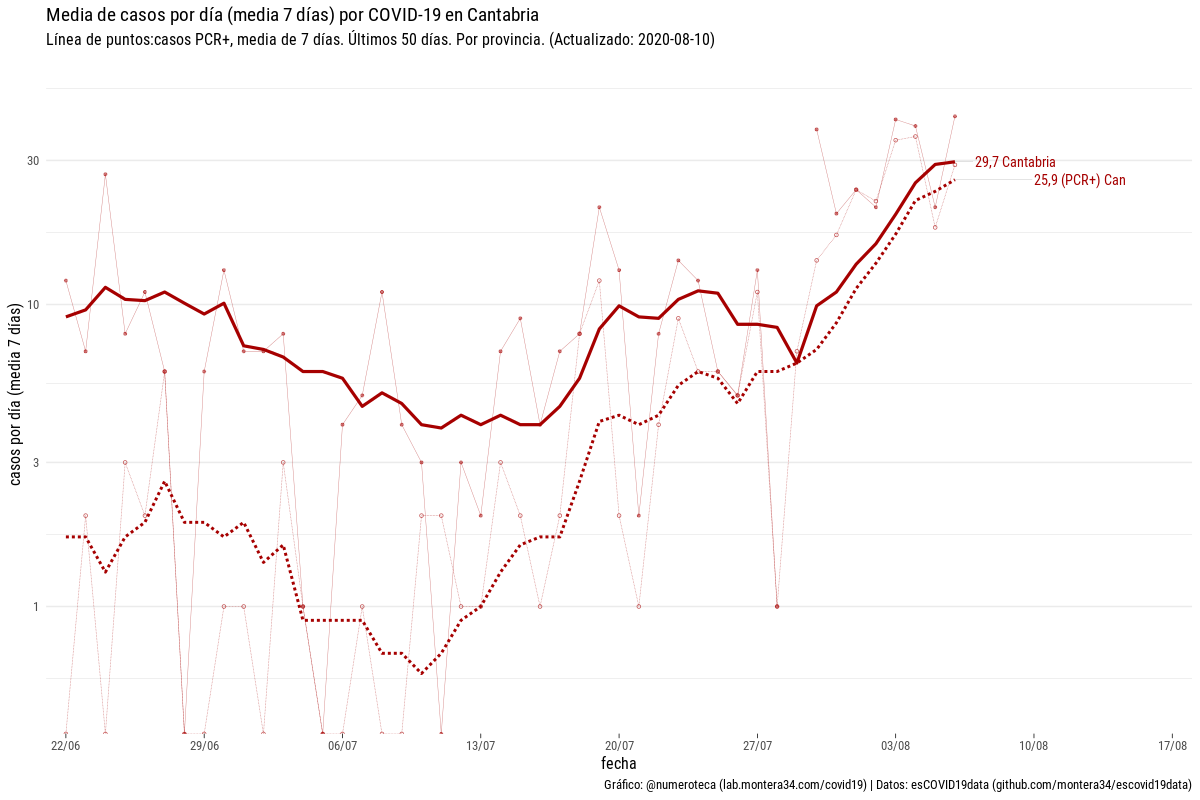 Media de casos por día (media 7 días) por COVID-19 en Cantabria
Línea de puntos:casos PCR+, media de 7 días. Últimos 50 días. Por provincia. (Actualizado: 2020-08-10)
casos por día (media 7 días)
30
10
3
1
29,7 Cantabria
25,9 (PCR+) Can
22/06
29/06
06/07
13/07
20/07
27/07
03/08
10/08
17/08
fecha
Gráfico: @numeroteca (lab.montera34.com/covid19) | Datos: esCOVID19data (github.com/montera34/escovid19data)